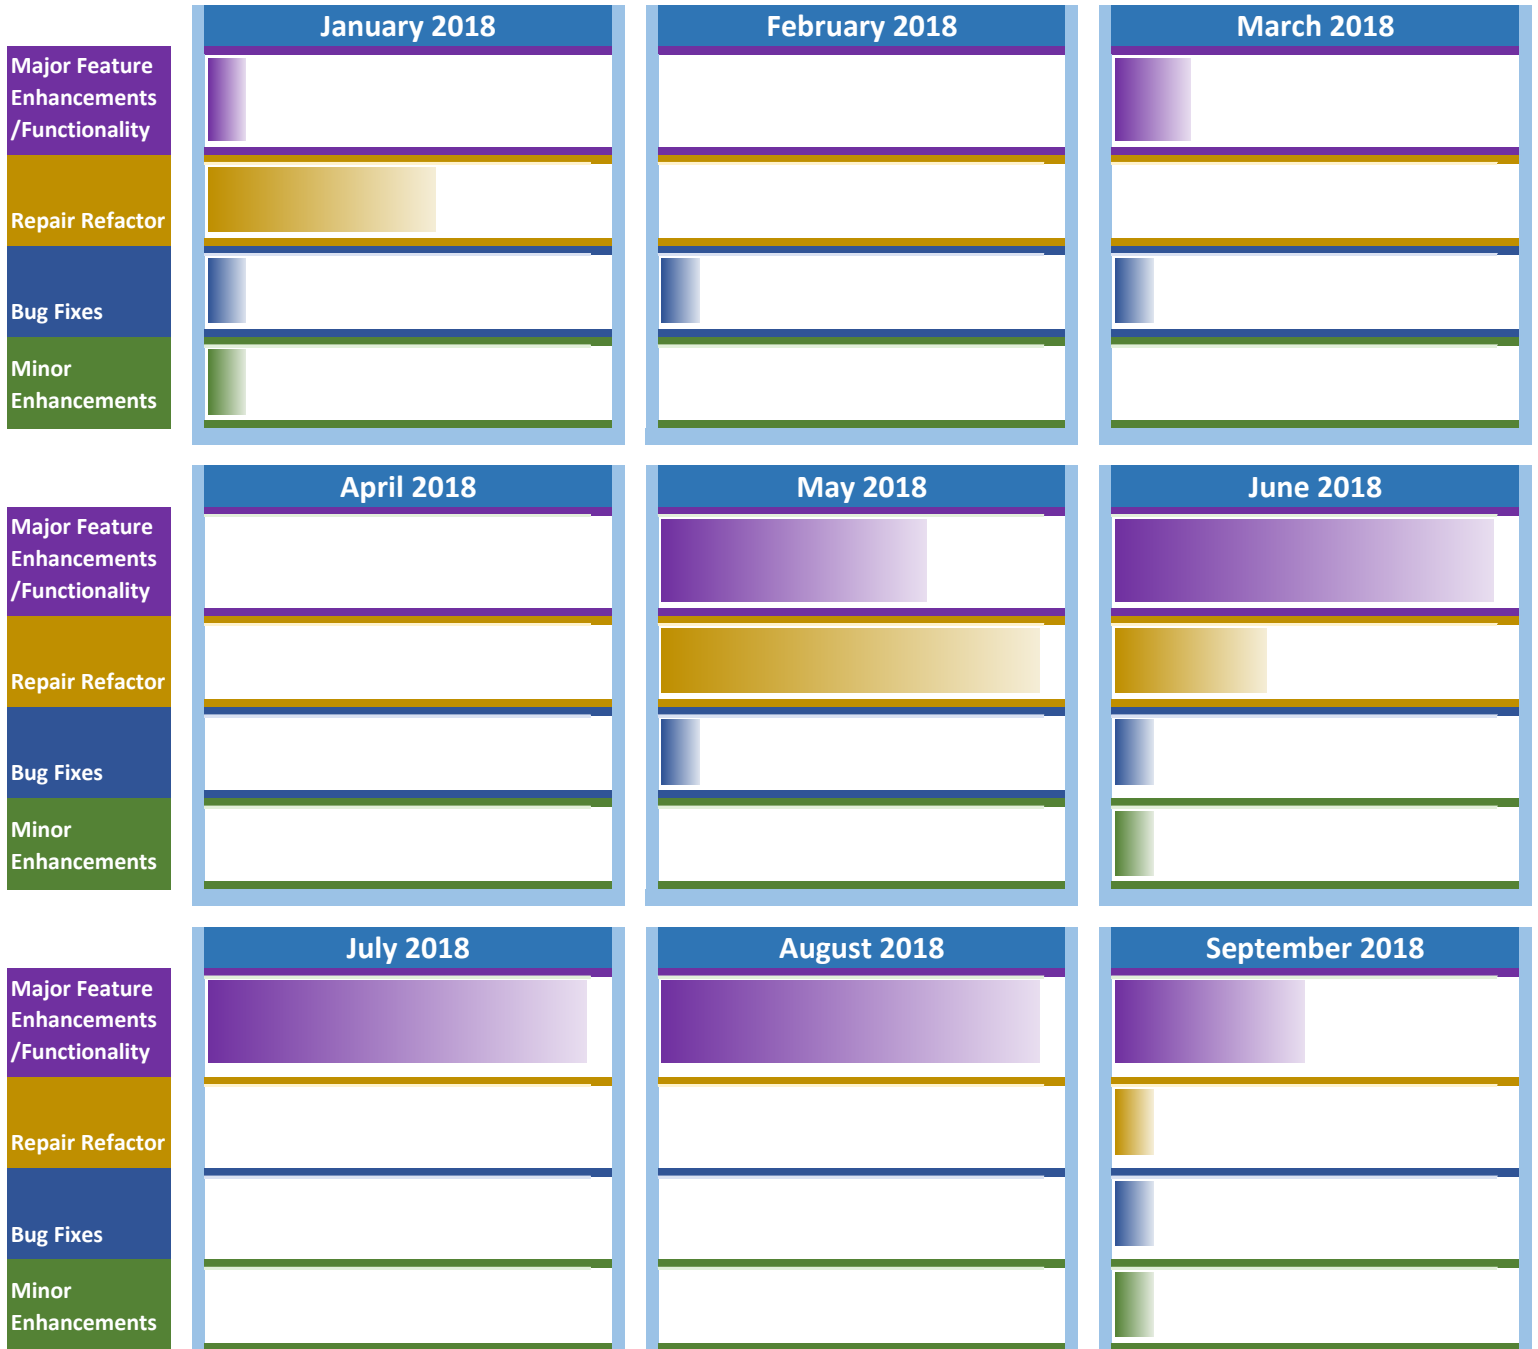 January 2018
February 2018
March 2018
Major Feature
Enhancements
/Functionality
Repair Refactor
Bug Fixes
Minor
Enhancements
April 2018
May 2018
June 2018
Major Feature
Enhancements
/Functionality
Repair Refactor
Bug Fixes
Minor
Enhancements
July 2018
August 2018
September 2018
Major Feature
Enhancements
/Functionality
Repair Refactor
Bug Fixes
Minor
Enhancements